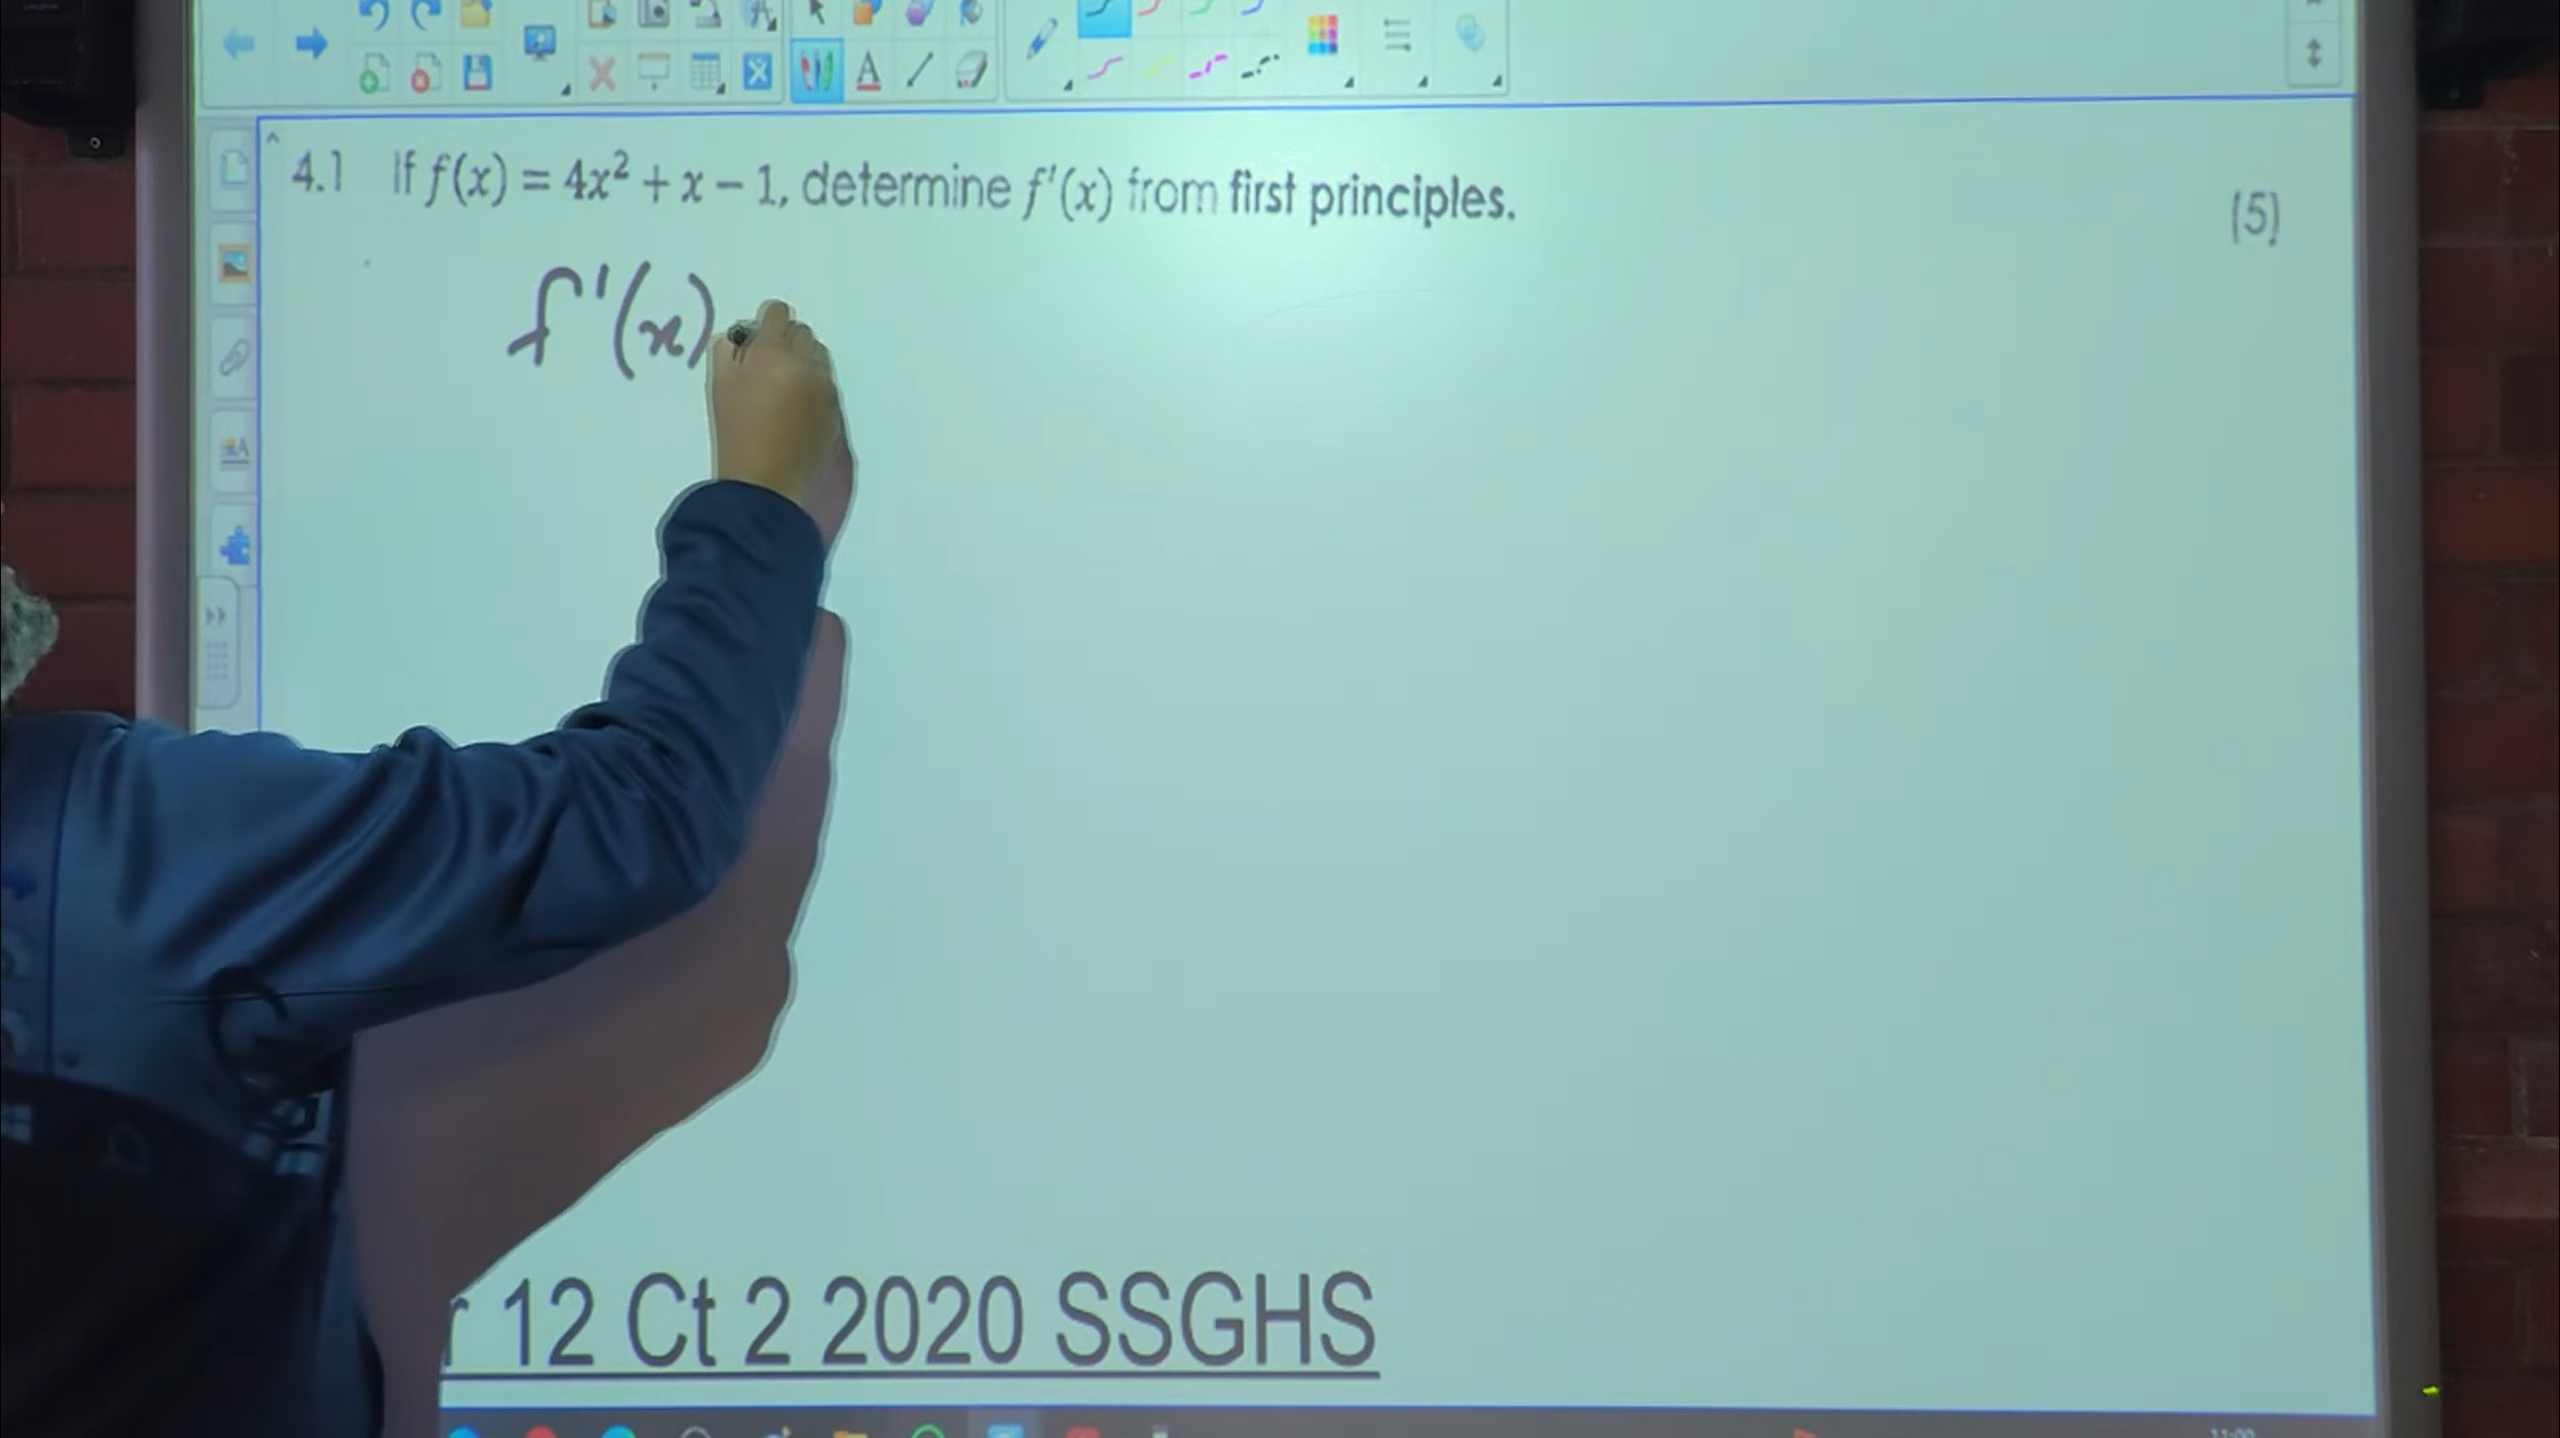 4.1 If f(x) = 4x² + x − 1, determine f′(x) from first principles.
(5)
f'(x)
12 Ct 2 2020 SSGHS